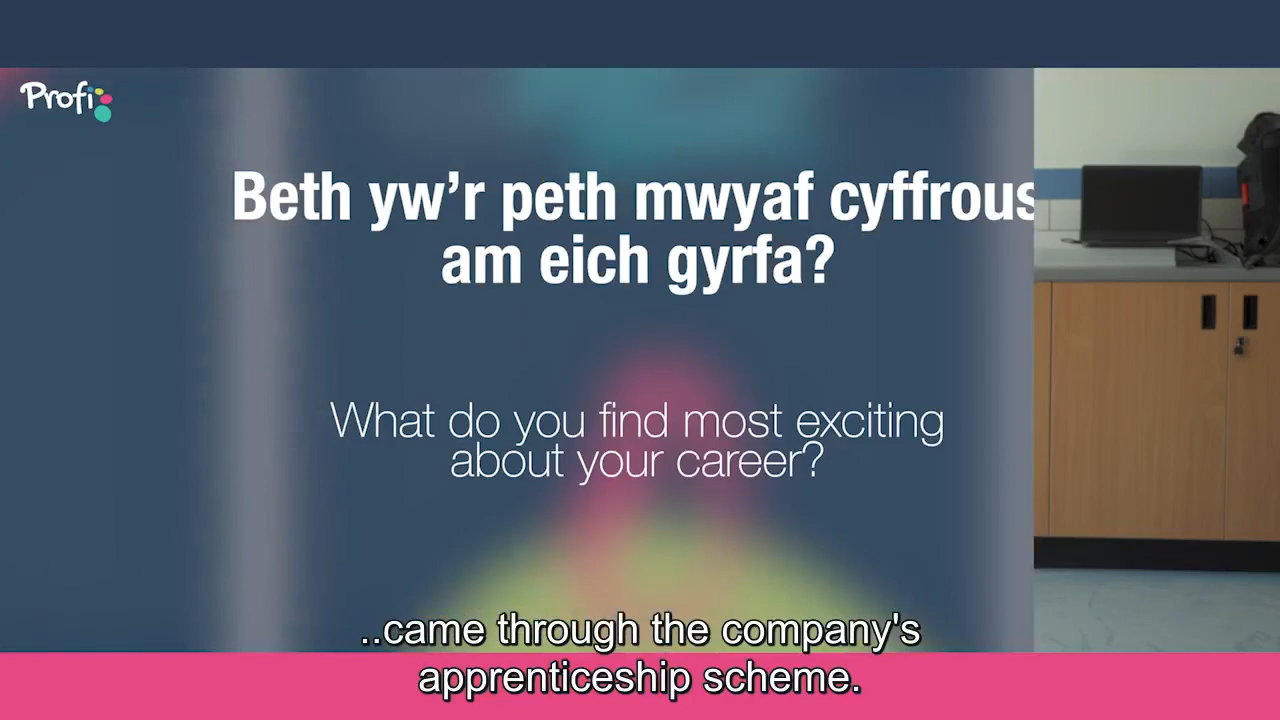 Profi
Beth yw'r peth mwyaf cyffrous
am eich gyrfa?
What do you find most exciting
about your career?
..came through the company's
apprenticeship scheme.